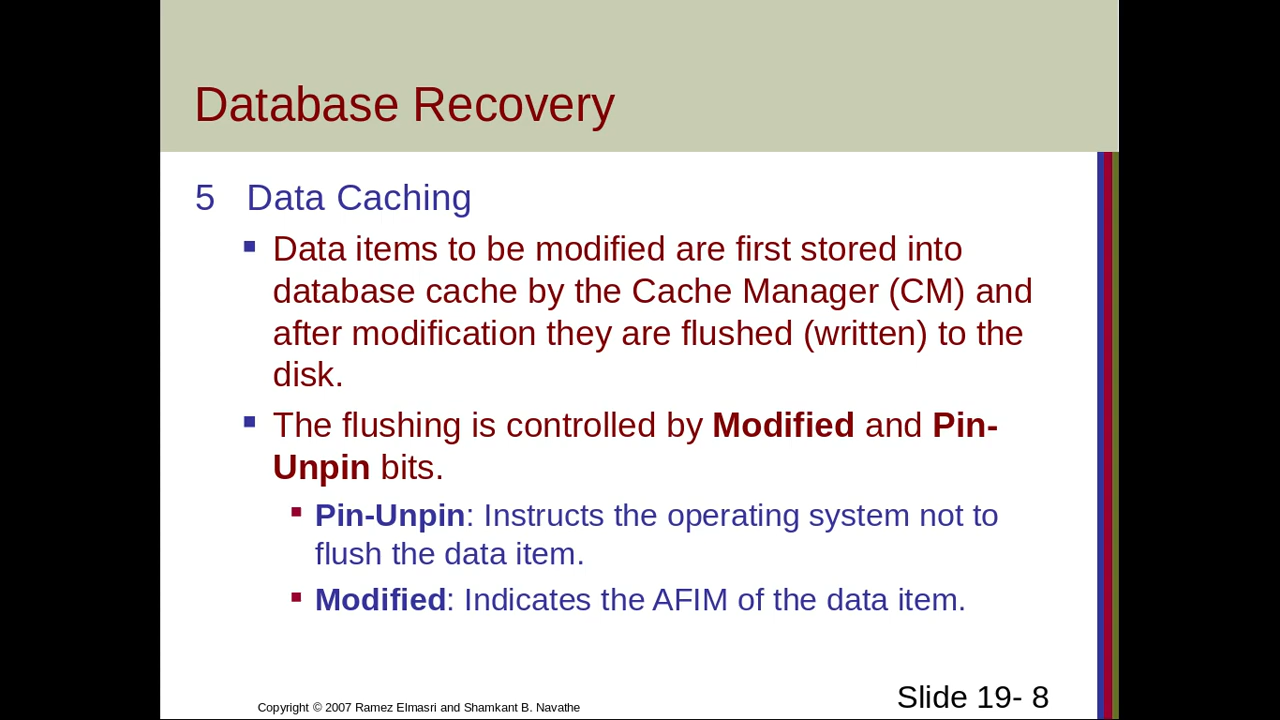 Database Recovery
5 Data Caching
Data items to be modified are first stored into
database cache by the Cache Manager (CM) and
after modification they are flushed (written) to the
disk.
The flushing is controlled by Modified and Pin-
Unpin bits.
Pin-Unpin: Instructs the operating system not to
flush the data item.
Modified: Indicates the AFIM of the data item.
Copyright © 2007 Ramez Elmasri and Shamkant B. Navathe
Slide 19- 8